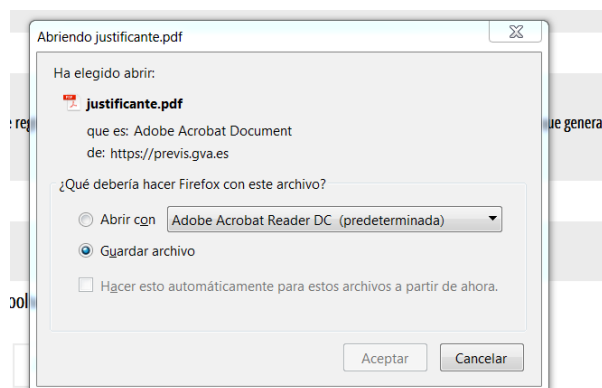 Abriendo justificante.pdf
Ha elegido abrir:
justificante.pdf
que es: Adobe Acrobat Document
de: https://previs.gva.es
¿Qué debería hacer Firefox con este archivo?
Abrir con Adobe Acrobat Reader DC (predeterminada)
Guardar archivo
Hacer esto automáticamente para estos archivos a partir de ahora.
Aceptar Cancelar